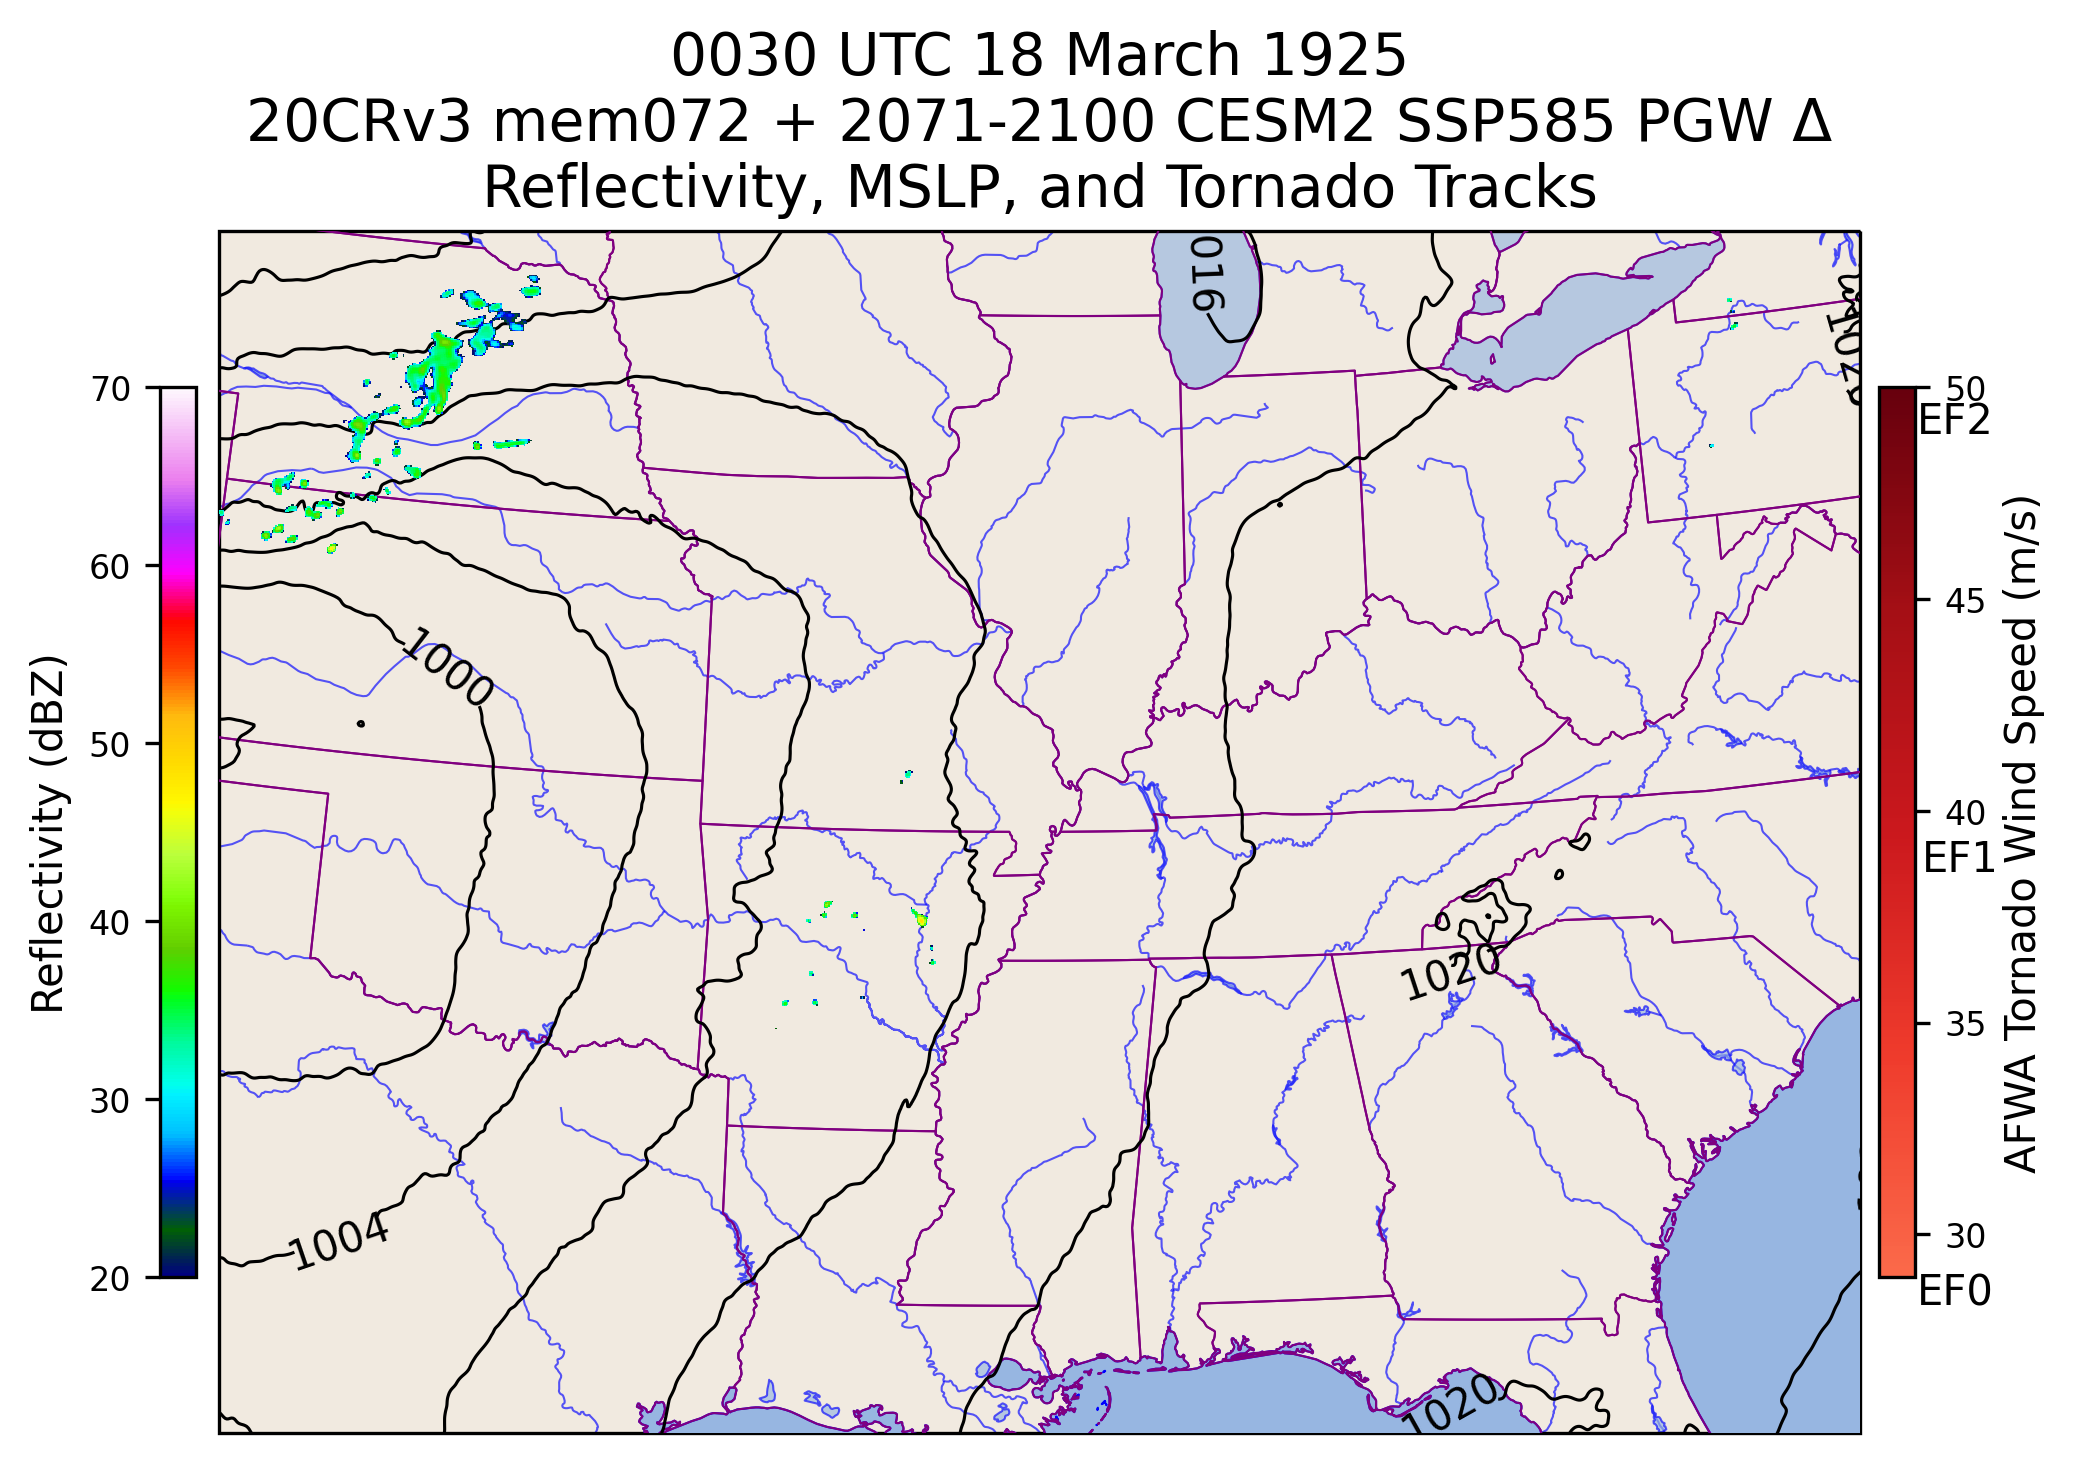 0030 UTC 18 March 1925
20CRv3 mem072 + 2071-2100 CESM2 SSP585 PGW Δ
Reflectivity, MSLP, and Tornado Tracks
70
60
50
40
30
20
Reflectivity (dBZ)
1016
1020
1000
1020
1004
1020
50
EF2
45
40
EF1
35
30
EF0
AFWA Tornado Wind Speed (m/s)